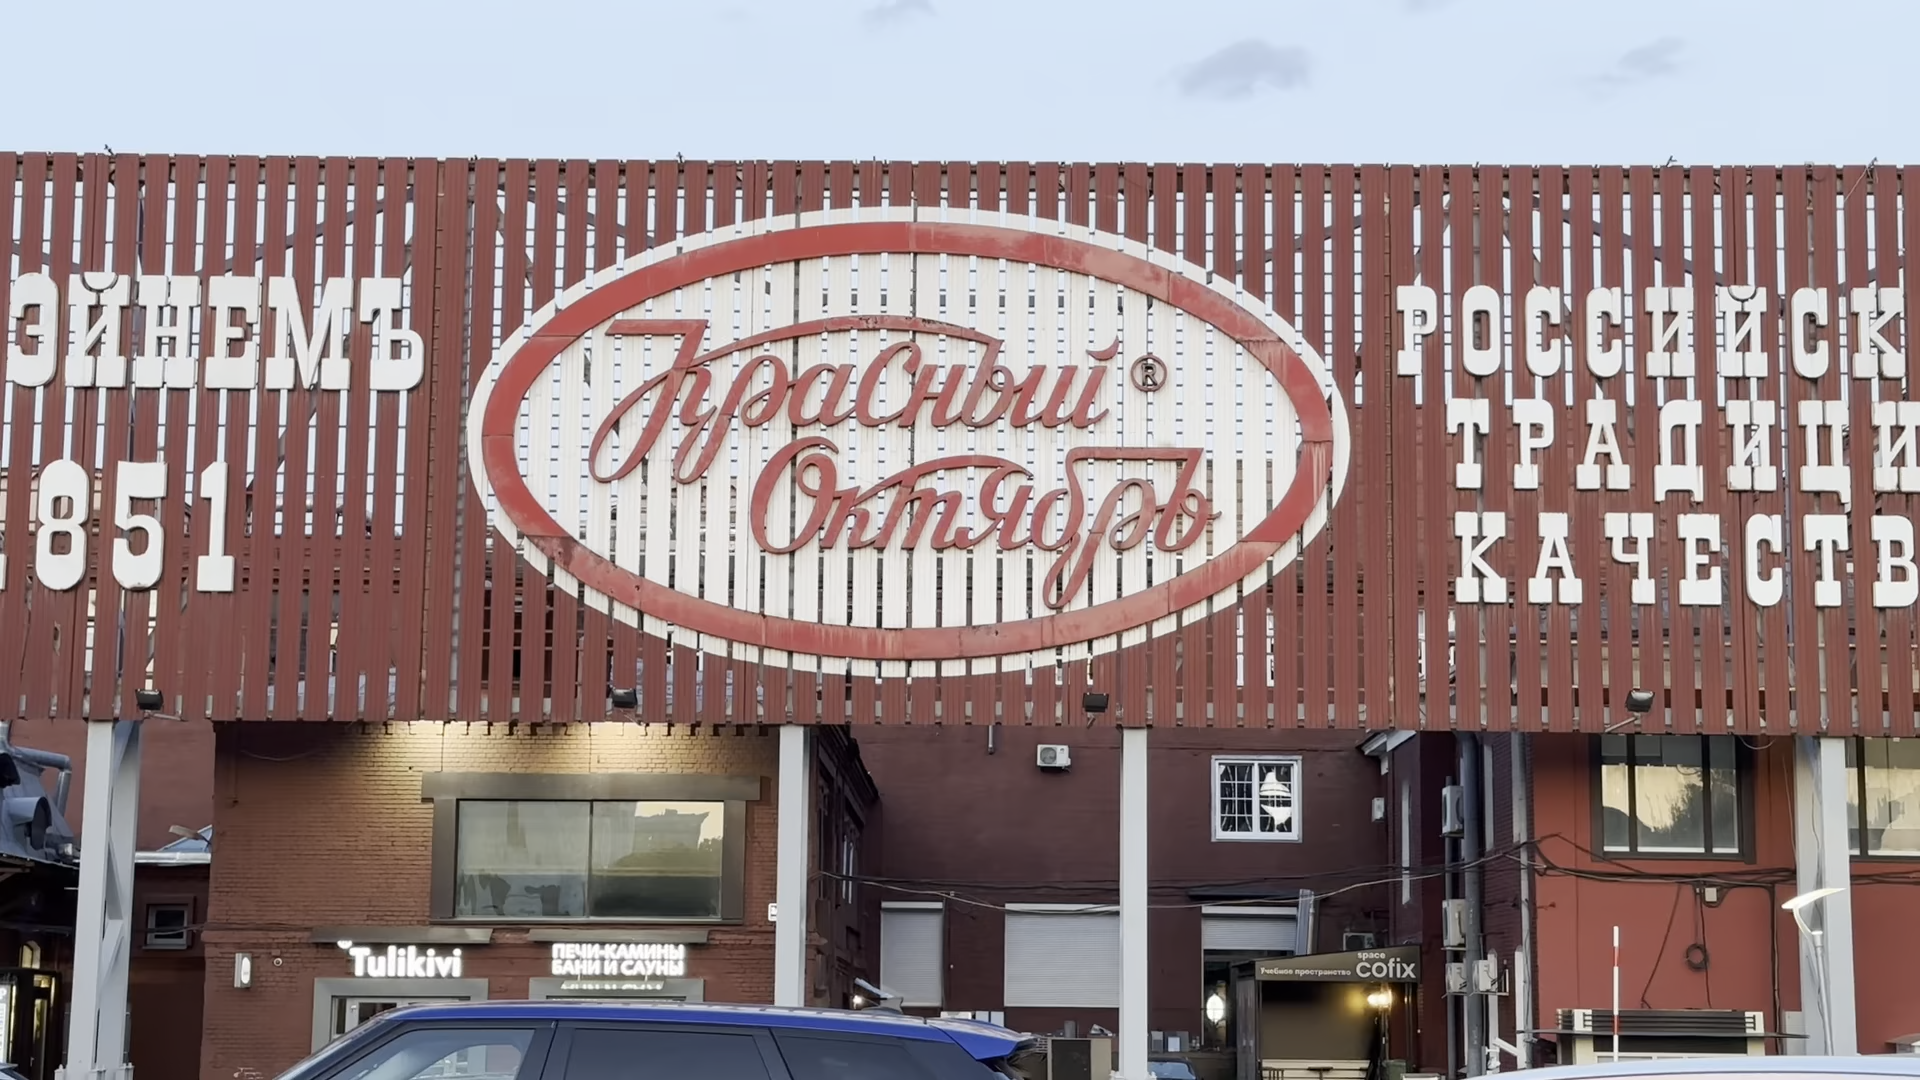 ЭЙНЕМЪ
851
Красный ®
Октябрь
РОССИЙСК
ТРАДИЦИ
КАЧЕСТВ
Tulikivi
ПЕЧИ-КАМИНЫ
БАНИ И САУНЫ
space
Учебное пространство cofix